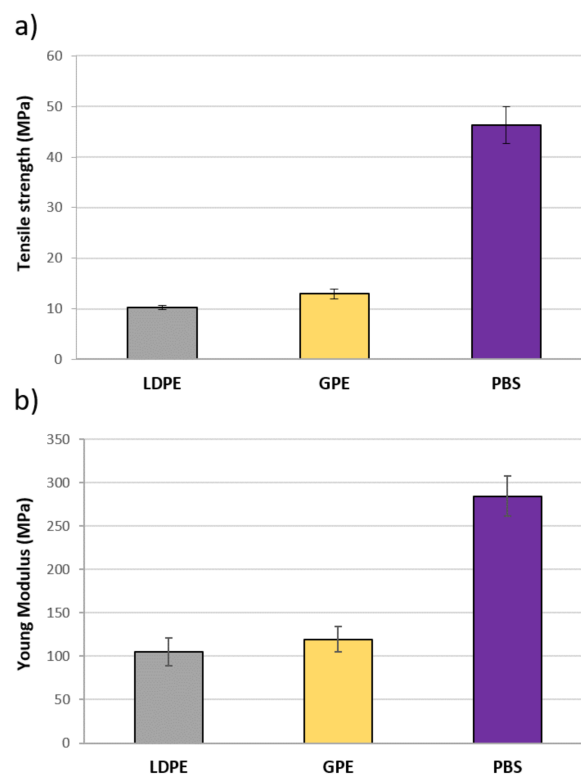 a)
Tensile strength (MPa)
60
50
40
30
20
10
0
LDPE GPE PBS
b)
Young Modulus (MPa)
350
300
250
200
150
100
50
0
LDPE GPE PBS